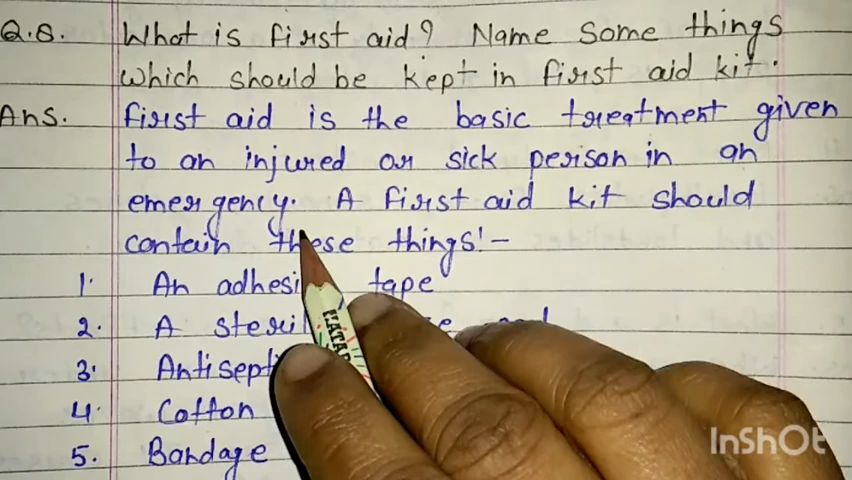 Q.8. What is first aid? Name some things
which should be kept in first aid kit.
Ans. First aid is the basic treatment given
to an injured or sick person in an
emergency. A first aid kit should
contain these things!-
1. An adhesi tape
2. A steril
3. Antisepti
4. Cotton
5. Bandage
InShOt